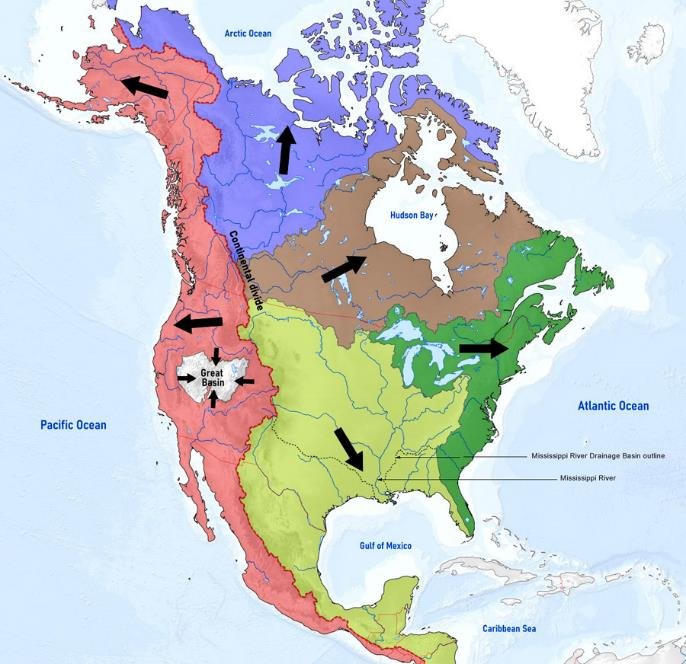 Arctic Ocean
Hudson Bay
Continental divide
Great
Basin
Pacific Ocean
Atlantic Ocean
Mississippi River Drainage Basin outline
Mississippi River
Gulf of Mexico
Caribbean Sea